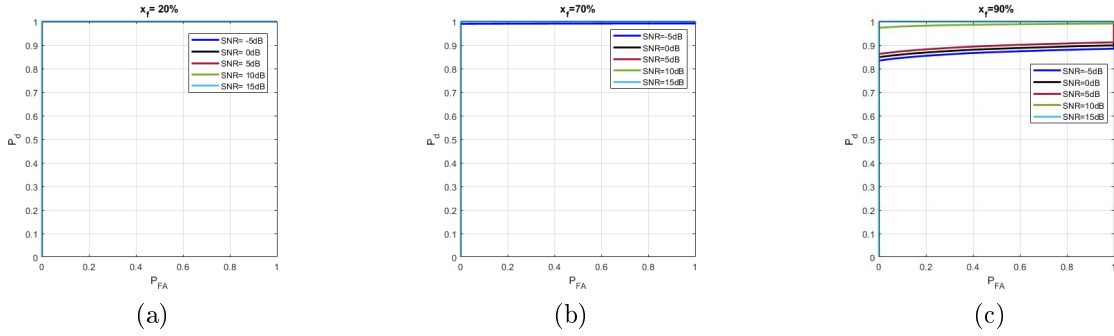 x_f= 20%
SNR= -5dB
SNR= 0dB
SNR= 5dB
SNR= 10dB
SNR= 15dB
P_d
1
0.9
0.8
0.7
0.6
0.5
0.4
0.3
0.2
0.1
0
0 0.2 0.4 0.6 0.8 1
P_FA
(a)
x_f=70%
SNR=-5dB
SNR=0dB
SNR=5dB
SNR=10dB
SNR=15dB
P_d
1
0.9
0.8
0.7
0.6
0.5
0.4
0.3
0.2
0.1
0
0 0.2 0.4 0.6 0.8 1
P_FA
(b)
x_f=90%
SNR=-5dB
SNR=0dB
SNR=5dB
SNR=10dB
SNR=15dB
P_d
1
0.9
0.8
0.7
0.6
0.5
0.4
0.3
0.2
0.1
0
0 0.2 0.4 0.6 0.8 1
P_FA
(c)